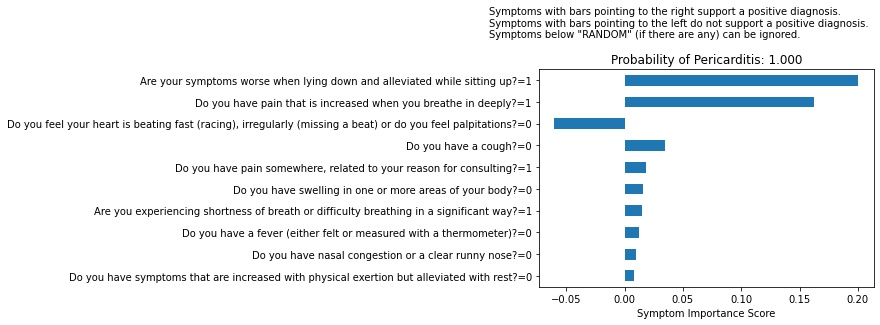 Symptoms with bars pointing to the right support a positive diagnosis.
Symptoms with bars pointing to the left do not support a positive diagnosis.
Symptoms below "RANDOM" (if there are any) can be ignored.
Probability of Pericarditis: 1.000
Are your symptoms worse when lying down and alleviated while sitting up?=1
Do you have pain that is increased when you breathe in deeply?=1
Do you feel your heart is beating fast (racing), irregularly (missing a beat) or do you feel palpitations?=0
Do you have a cough?=0
Do you have pain somewhere, related to your reason for consulting?=1
Do you have swelling in one or more areas of your body?=0
Are you experiencing shortness of breath or difficulty breathing in a significant way?=1
Do you have a fever (either felt or measured with a thermometer)?=0
Do you have nasal congestion or a clear runny nose?=0
Do you have symptoms that are increased with physical exertion but alleviated with rest?=0
−0.05 0.00 0.05 0.10 0.15 0.20
Symptom Importance Score